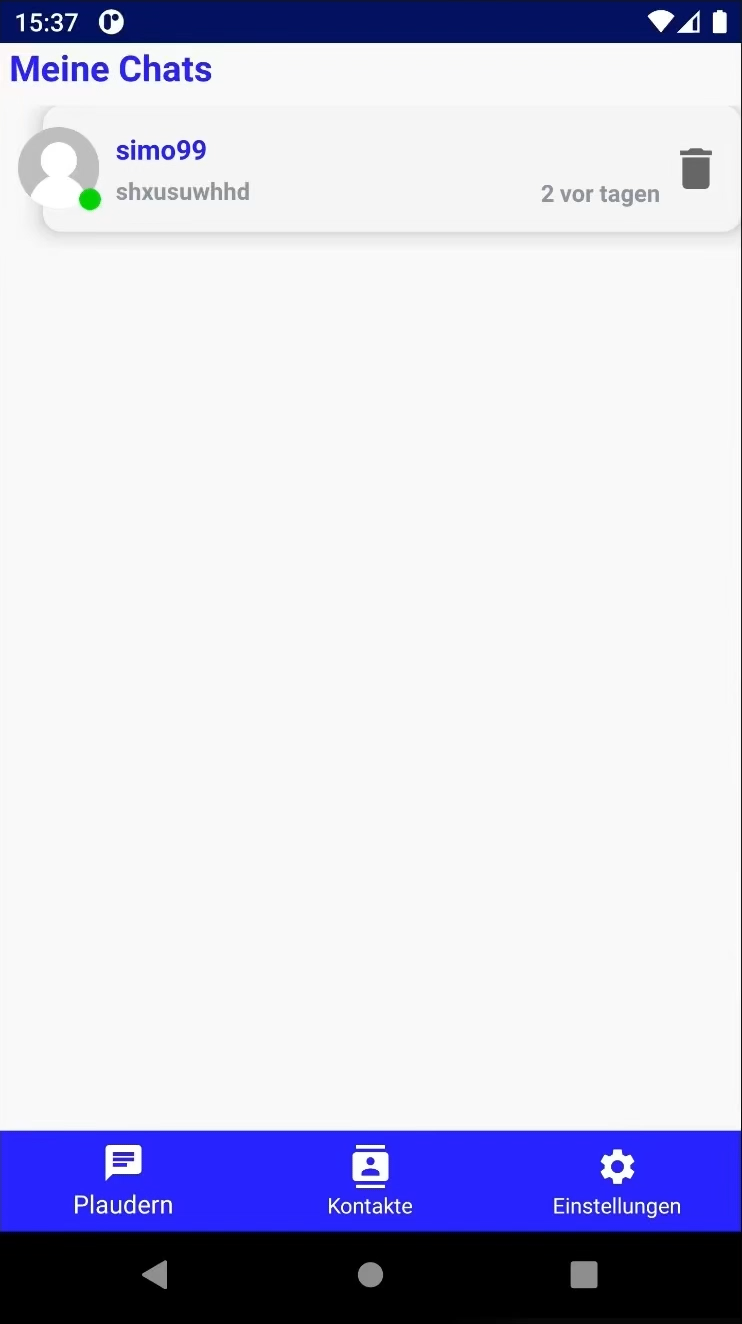 15:37
Meine Chats
simo99
shxusuwhhd
2 vor tagen
Plaudern
Kontakte
Einstellungen